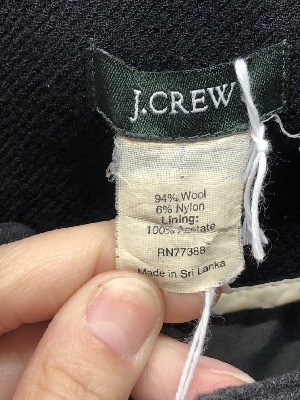 J.CREW
94% Wool
6% Nylon
Lining:
100% Acetate
RN77388
Made in Sri Lanka